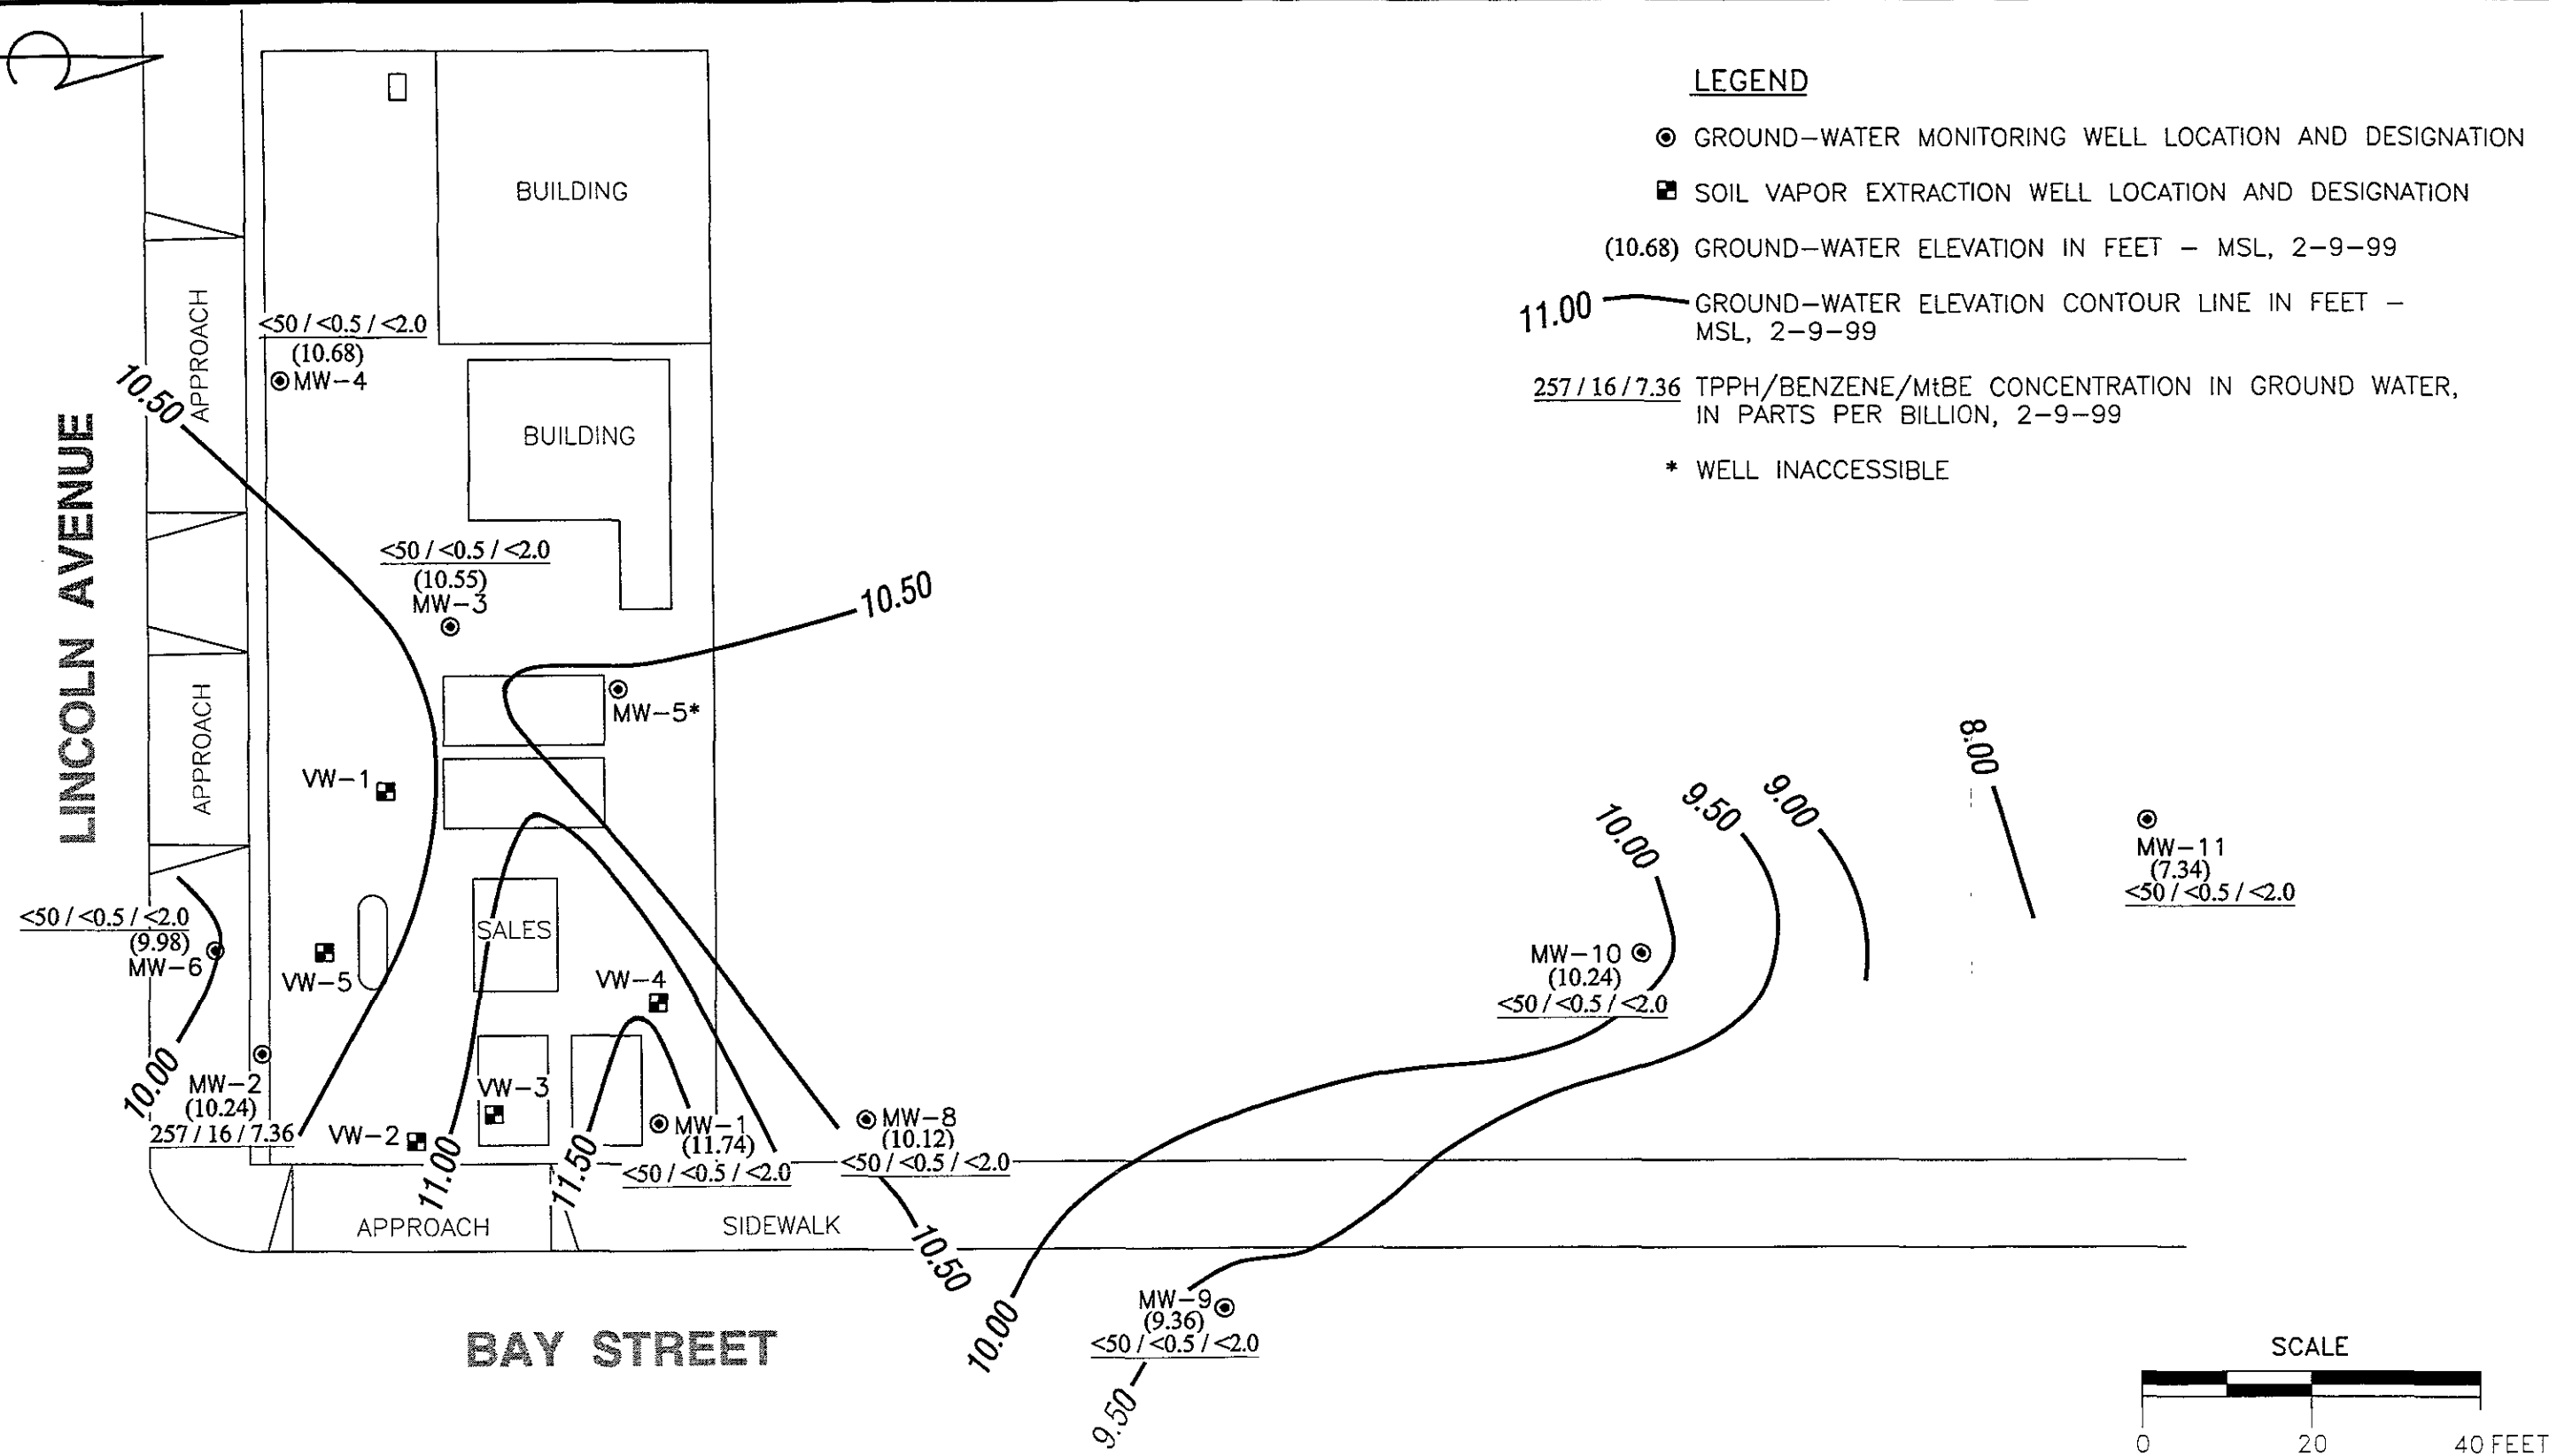 LEGEND
GROUND-WATER MONITORING WELL LOCATION AND DESIGNATION
SOIL VAPOR EXTRACTION WELL LOCATION AND DESIGNATION
(10.68) GROUND-WATER ELEVATION IN FEET - MSL, 2-9-99
11.00 GROUND-WATER ELEVATION CONTOUR LINE IN FEET -
MSL, 2-9-99
257 / 16 / 7.36 TPPH/BENZENE/MtBE CONCENTRATION IN GROUND WATER,
IN PARTS PER BILLION, 2-9-99
* WELL INACCESSIBLE
BUILDING
APPROACH
<50 / <0.5 / <2.0
(10.68)
MW-4
10.50
LINCOLN AVENUE
BUILDING
<50 / <0.5 / <2.0
(10.55)
MW-3
10.50
MW-5*
APPROACH
VW-1
8.00
9.50
9.00
10.00
MW-11
(7.34)
<50 / <0.5 / <2.0
<50 / <0.5 / <2.0
(9.98)
MW-6
VW-5
SALES
VW-4
MW-10
(10.24)
<50 / <0.5 / <2.0
10.00
MW-2
(10.24)
257 / 16 / 7.36
VW-3
VW-2
11.00
11.50
MW-1
(11.74)
<50 / <0.5 / <2.0
MW-8
(10.12)
<50 / <0.5 / <2.0
APPROACH
SIDEWALK
10.50
10.00
MW-9
(9.36)
<50 / <0.5 / <2.0
9.50
BAY STREET
SCALE
0 20 40 FEET